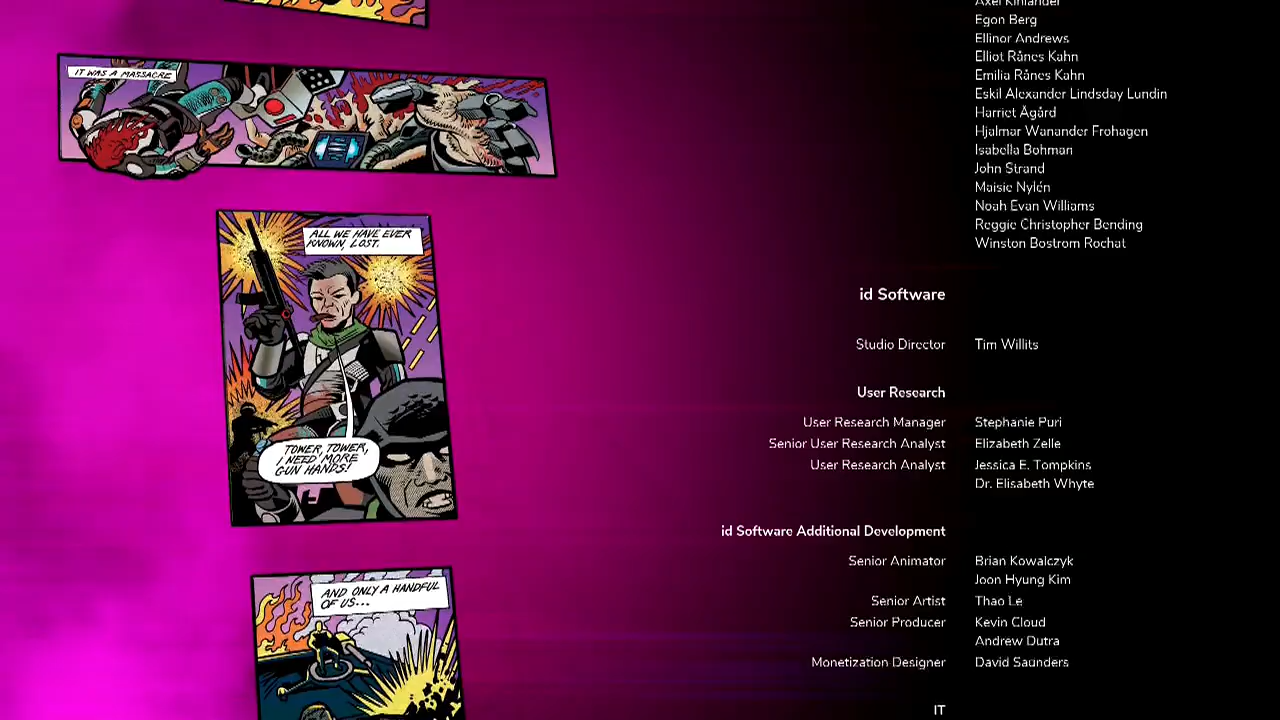 IT WAS A MASSACRE
ALL WE HAVE EVER
KNOWN, LOST.
TOWER, TOWER,
I NEED MORE
GUN HANDS!
AND ONLY A HANDFUL
OF US...
Axel Kinlander
Egon Berg
Ellinor Andrews
Elliot Rånes Kahn
Emilia Rånes Kahn
Eskil Alexander Lindsday Lundin
Harriet Ågård
Hjalmar Wanander Frohagen
Isabella Bohman
John Strand
Maisie Nylén
Noah Evan Williams
Reggie Christopher Bending
Winston Bostrom Rochat
id Software
Studio Director Tim Willits
User Research
User Research Manager Stephanie Puri
Senior User Research Analyst Elizabeth Zelle
User Research Analyst Jessica E. Tompkins
Dr. Elisabeth Whyte
id Software Additional Development
Senior Animator Brian Kowalczyk
Joon Hyung Kim
Senior Artist Thao Le
Senior Producer Kevin Cloud
Andrew Dutra
Monetization Designer David Saunders
IT